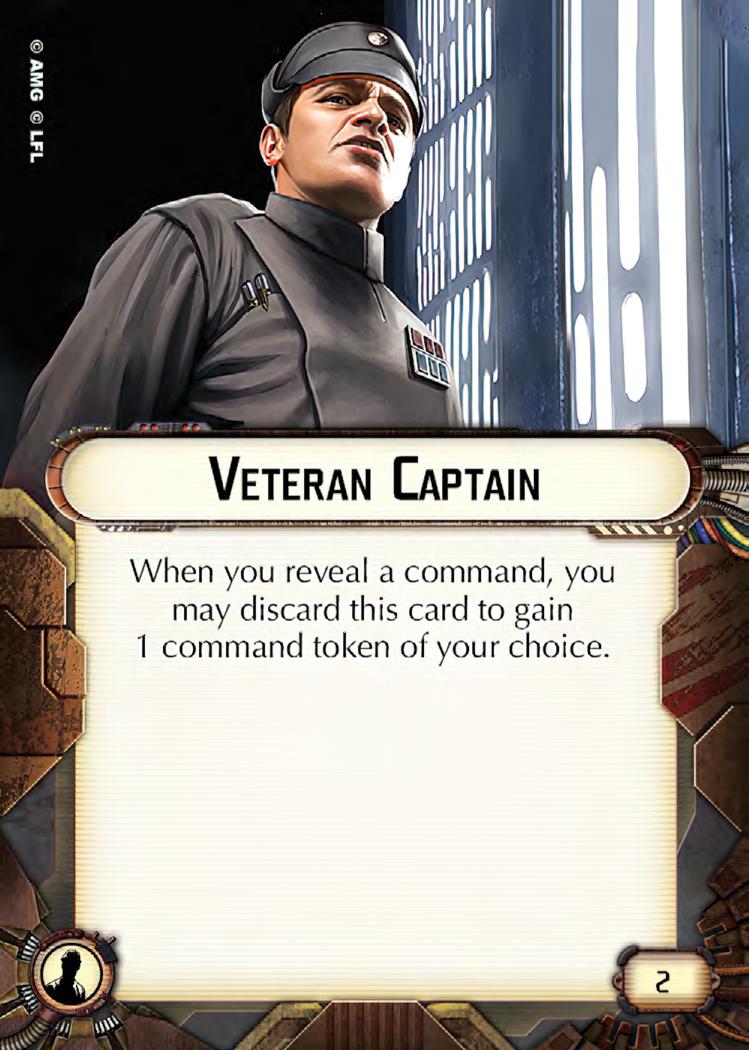 © AMG © LFL
VETERAN CAPTAIN
When you reveal a command, you
may discard this card to gain
1 command token of your choice.
2